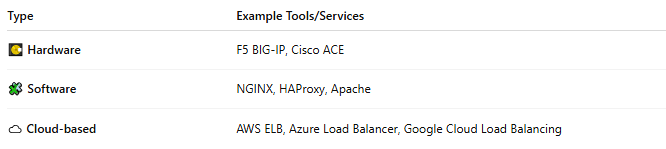 Type Example Tools/Services
Hardware F5 BIG-IP, Cisco ACE
Software NGINX, HAProxy, Apache
Cloud-based AWS ELB, Azure Load Balancer, Google Cloud Load Balancing